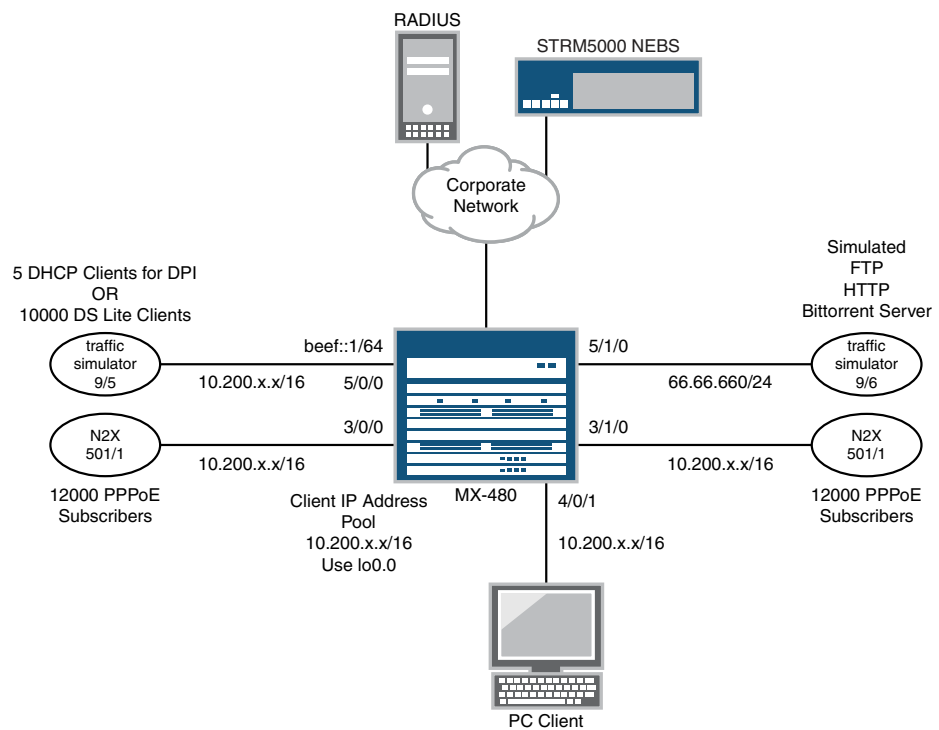 RADIUS
STRM5000 NEBS
Corporate
Network
5 DHCP Clients for DPI
OR
10000 DS Lite Clients
Simulated
FTP
HTTP
Bittorrent Server
traffic
simulator
9/5
beef::1/64
10.200.x.x/16
5/0/0
5/1/0
66.66.660/24
traffic
simulator
9/6
N2X
501/1
3/0/0
10.200.x.x/16
3/1/0
10.200.x.x/16
N2X
501/1
12000 PPPoE
Subscribers
Client IP Address
Pool
10.200.x.x/16
Use lo0.0
MX-480
4/0/1
10.200.x.x/16
12000 PPPoE
Subscribers
PC Client